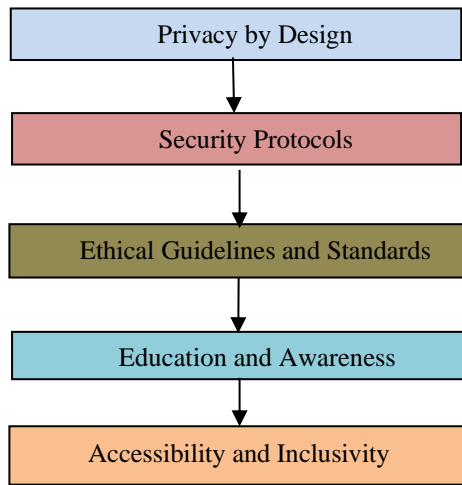 Privacy by Design
Security Protocols
Ethical Guidelines and Standards
Education and Awareness
Accessibility and Inclusivity